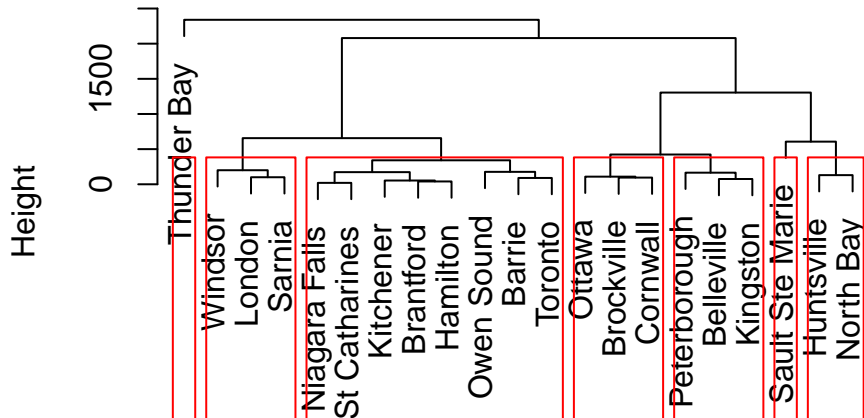 Height
0
1500
Thunder Bay
Windsor
London
Sarnia
Niagara Falls
St Catharines
Kitchener
Brantford
Hamilton
Owen Sound
Barrie
Toronto
Ottawa
Brockville
Cornwall
Peterborough
Belleville
Kingston
Sault Ste Marie
Huntsville
North Bay